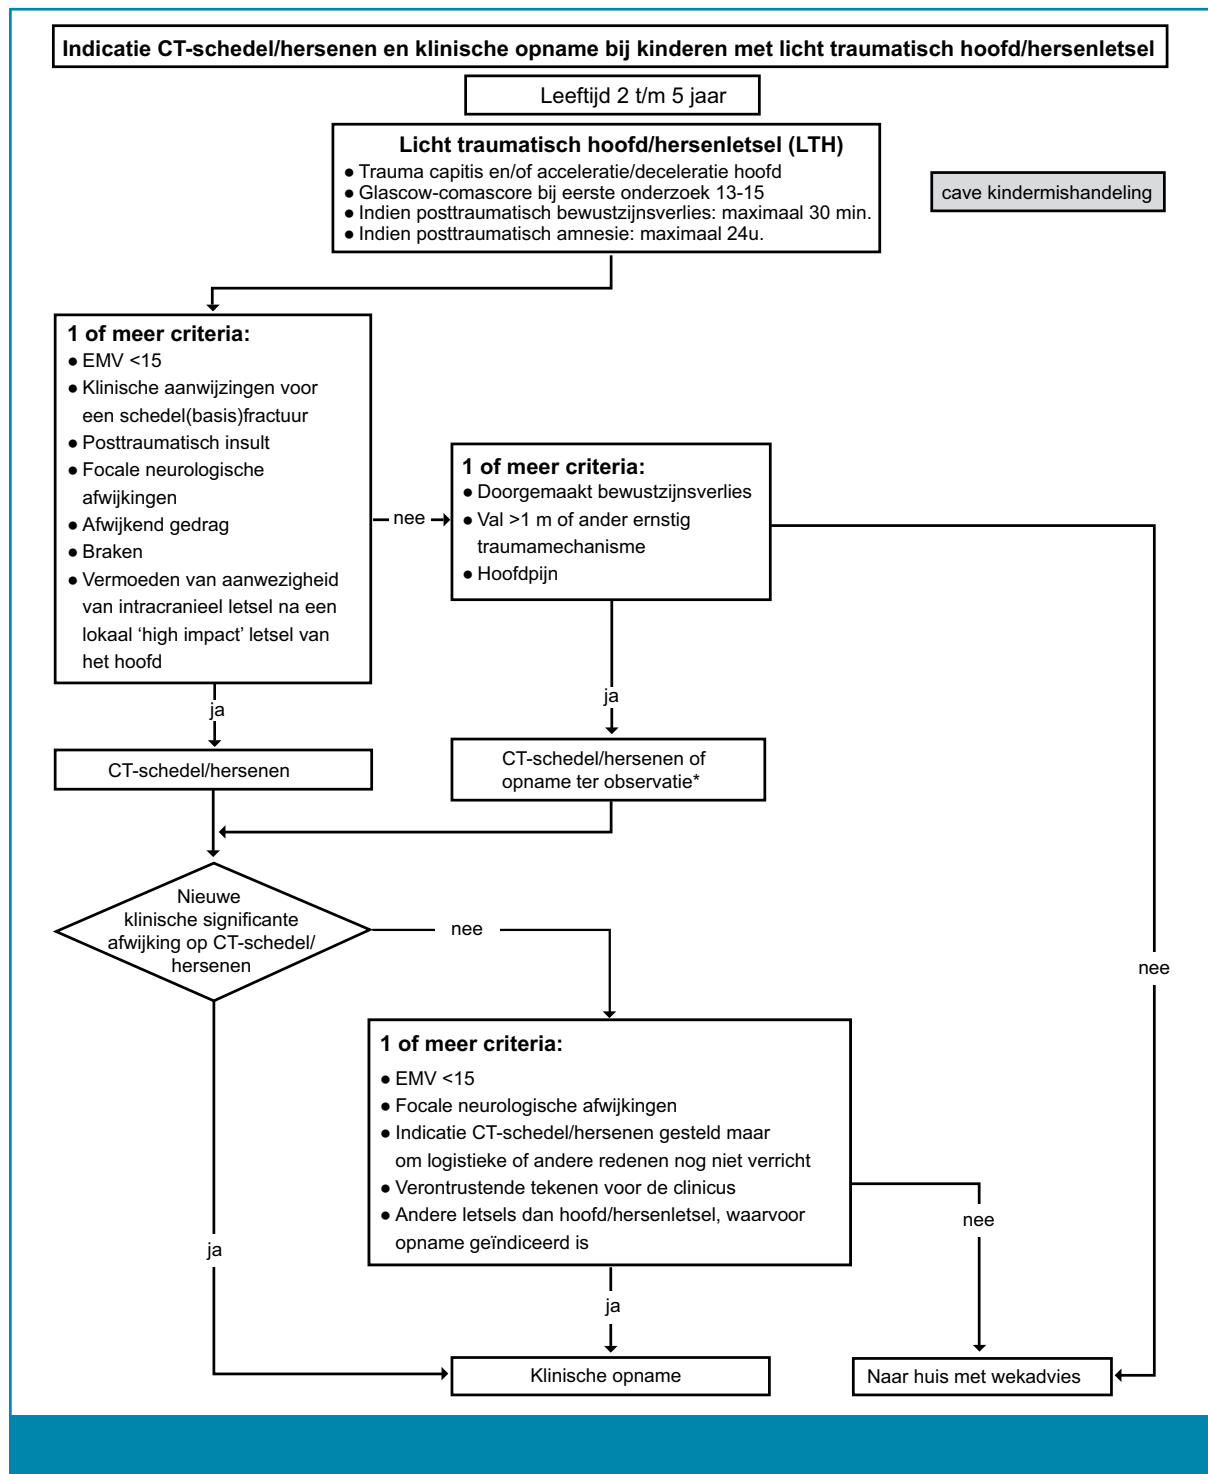 Indicatie CT-schedel/hersenen en klinische opname bij kinderen met licht traumatisch hoofd/hersenletsel
Leeftijd 2 t/m 5 jaar
Licht traumatisch hoofd/hersenletsel (LTH)
● Trauma capitis en/of acceleratie/deceleratie hoofd
● Glascow-comascore bij eerste onderzoek 13-15
● Indien posttraumatisch bewustzijnsverlies: maximaal 30 min.
● Indien posttraumatisch amnesie: maximaal 24u.
cave kindermishandeling
1 of meer criteria:
● EMV <15
● Klinische aanwijzingen voor
een schedel(basis)fractuur
● Posttraumatisch insult
● Focale neurologische
afwijkingen
● Afwijkend gedrag
● Braken
● Vermoeden van aanwezigheid
van intracranieel letsel na een
lokaal ‘high impact’ letsel van
het hoofd
nee
1 of meer criteria:
● Doorgemaakt bewustzijnsverlies
● Val >1 m of ander ernstig
traumamechanisme
● Hoofdpijn
ja
ja
CT-schedel/hersenen
CT-schedel/hersenen of
opname ter observatie*
Nieuwe
klinische significante
afwijking op CT-schedel/
hersenen
nee
nee
1 of meer criteria:
● EMV <15
● Focale neurologische afwijkingen
● Indicatie CT-schedel/hersenen gesteld maar
om logistieke of andere redenen nog niet verricht
● Verontrustende tekenen voor de clinicus
● Andere letsels dan hoofd/hersenletsel, waarvoor
opname geïndiceerd is
nee
ja
ja
Klinische opname
Naar huis met wekadvies